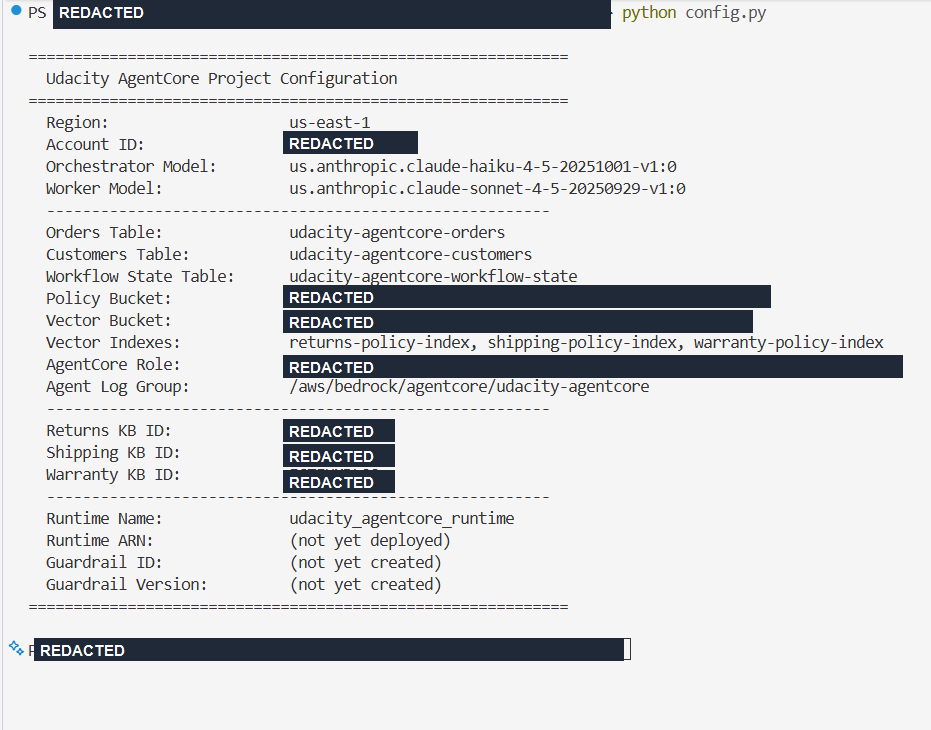 PS REDACTED python config.py
============================================================
Udacity AgentCore Project Configuration
============================================================
Region: us-east-1
Account ID: REDACTED
Orchestrator Model: us.anthropic.claude-haiku-4-5-20251001-v1:0
Worker Model: us.anthropic.claude-sonnet-4-5-20250929-v1:0
--------------------------------------------------------
Orders Table: udacity-agentcore-orders
Customers Table: udacity-agentcore-customers
Workflow State Table: udacity-agentcore-workflow-state
Policy Bucket: REDACTED
Vector Bucket: REDACTED
Vector Indexes: returns-policy-index, shipping-policy-index, warranty-policy-index
AgentCore Role: REDACTED
Agent Log Group: /aws/bedrock/agentcore/udacity-agentcore
--------------------------------------------------------
Returns KB ID: REDACTED
Shipping KB ID: REDACTED
Warranty KB ID: REDACTED
--------------------------------------------------------
Runtime Name: udacity_agentcore_runtime
Runtime ARN: (not yet deployed)
Guardrail ID: (not yet created)
Guardrail Version: (not yet created)
============================================================
REDACTED